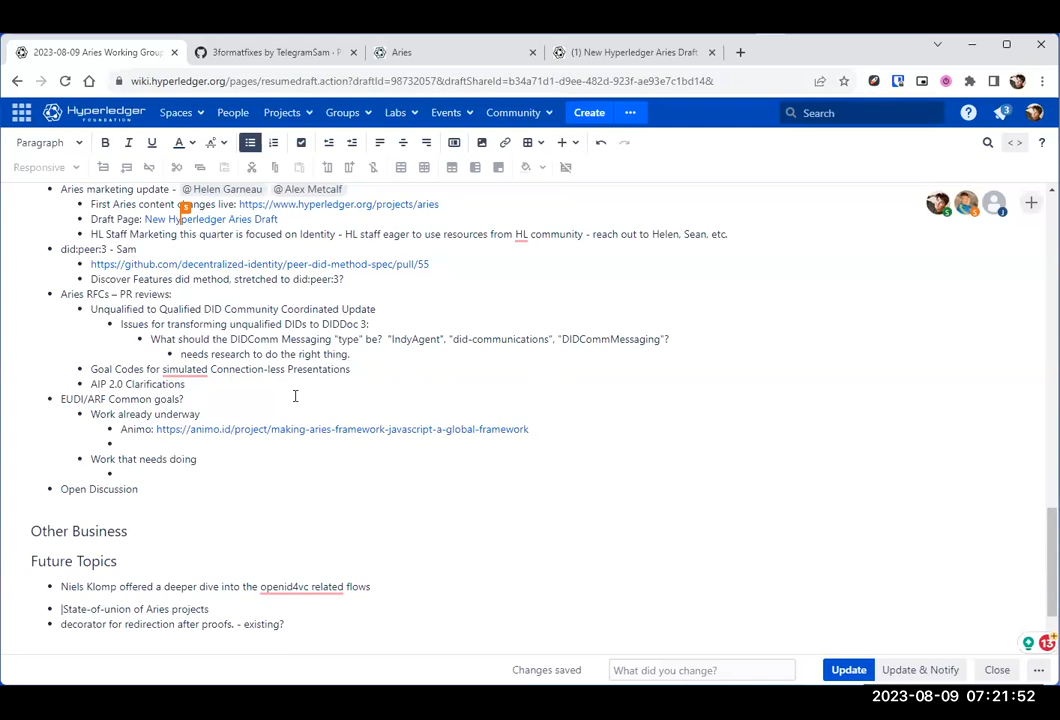 2023-08-09 Aries Working Group
3formatfixes by TelegramSam · P
Aries
(1) New Hyperledger Aries Draft
wiki.hyperledger.org/pages/resumedraft.action?draftId=98732057&draftShareId=b34a71d1-d9ee-482d-923f-ae93e7c1bd14&
HYPERLEDGER FOUNDATION
Spaces People Projects Groups Labs Events Community Create Search 3
Paragraph B I U A
Responsive
Aries marketing update - @Helen Garneau @Alex Metcalf
First Aries content changes live: https://www.hyperledger.org/projects/aries
Draft Page: New Hyperledger Aries Draft
HL Staff Marketing this quarter is focused on Identity - HL staff eager to use resources from HL community - reach out to Helen, Sean, etc.
did:peer:3 - Sam
https://github.com/decentralized-identity/peer-did-method-spec/pull/55
Discover Features did method, stretched to did:peer:3?
Aries RFCs – PR reviews:
Unqualified to Qualified DID Community Coordinated Update
Issues for transforming unqualified DIDs to DIDDoc 3:
What should the DIDComm Messaging "type" be? "IndyAgent", "did-communications", "DIDCommMessaging"?
needs research to do the right thing.
Goal Codes for simulated Connection-less Presentations
AIP 2.0 Clarifications
EUDI/ARF Common goals?
Work already underway
Animo: https://animo.id/project/making-aries-framework-javascript-a-global-framework
Work that needs doing
Open Discussion
Other Business
Future Topics
Niels Klomp offered a deeper dive into the openid4vc related flows
State-of-union of Aries projects
decorator for redirection after proofs. - existing?
13
Changes saved What did you change? Update Update & Notify Close
2023-08-09 07:21:52